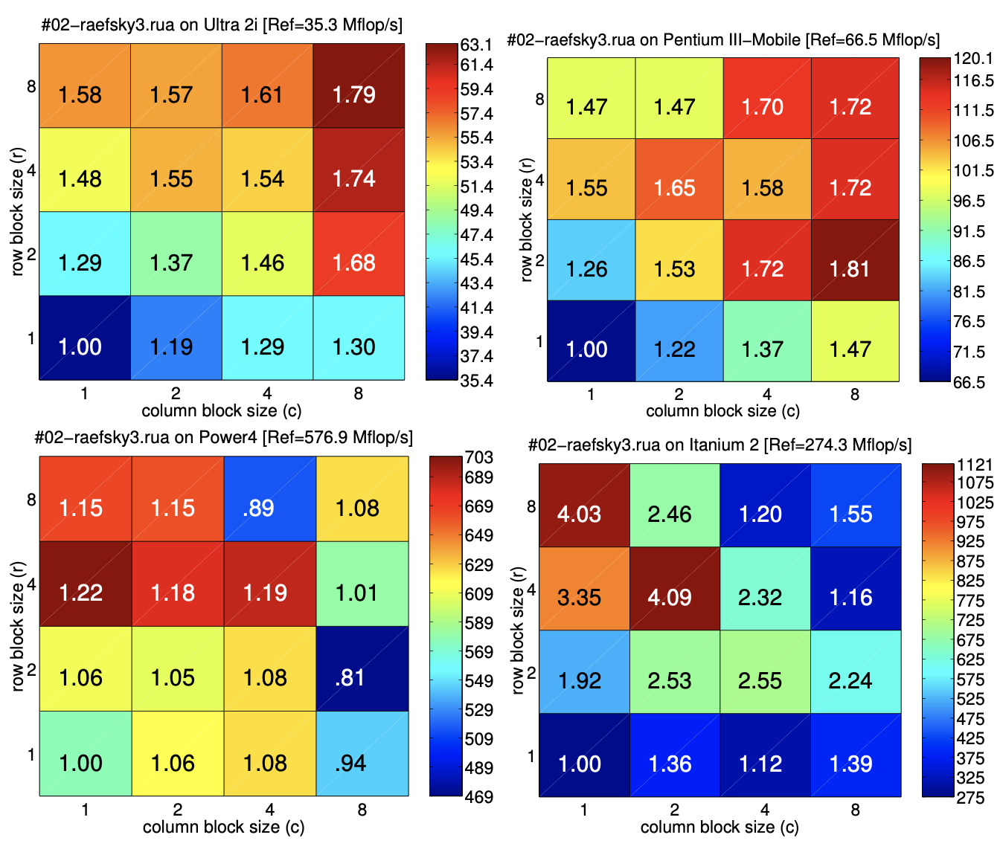 #02−raefsky3.rua on Ultra 2i [Ref=35.3 Mflop/s]
63.1
61.4
59.4
57.4
55.4
53.4
51.4
49.4
47.4
45.4
43.4
41.4
39.4
37.4
35.4
row block size (r)
8 1.58 1.57 1.61 1.79
4 1.48 1.55 1.54 1.74
2 1.29 1.37 1.46 1.68
1 1.00 1.19 1.29 1.30
1 2 4 8
column block size (c)
#02−raefsky3.rua on Pentium III−Mobile [Ref=66.5 Mflop/s]
120.1
116.5
111.5
106.5
101.5
96.5
91.5
86.5
81.5
76.5
71.5
66.5
row block size (r)
8 1.47 1.47 1.70 1.72
4 1.55 1.65 1.58 1.72
2 1.26 1.53 1.72 1.81
1 1.00 1.22 1.37 1.47
1 2 4 8
column block size (c)
#02−raefsky3.rua on Power4 [Ref=576.9 Mflop/s]
703
689
669
649
629
609
589
569
549
529
509
489
469
row block size (r)
8 1.15 1.15 .89 1.08
4 1.22 1.18 1.19 1.01
2 1.06 1.05 1.08 .81
1 1.00 1.06 1.08 .94
1 2 4 8
column block size (c)
#02−raefsky3.rua on Itanium 2 [Ref=274.3 Mflop/s]
1121
1075
1025
975
925
875
825
775
725
675
625
575
525
475
425
375
325
275
row block size (r)
8 4.03 2.46 1.20 1.55
4 3.35 4.09 2.32 1.16
2 1.92 2.53 2.55 2.24
1 1.00 1.36 1.12 1.39
1 2 4 8
column block size (c)